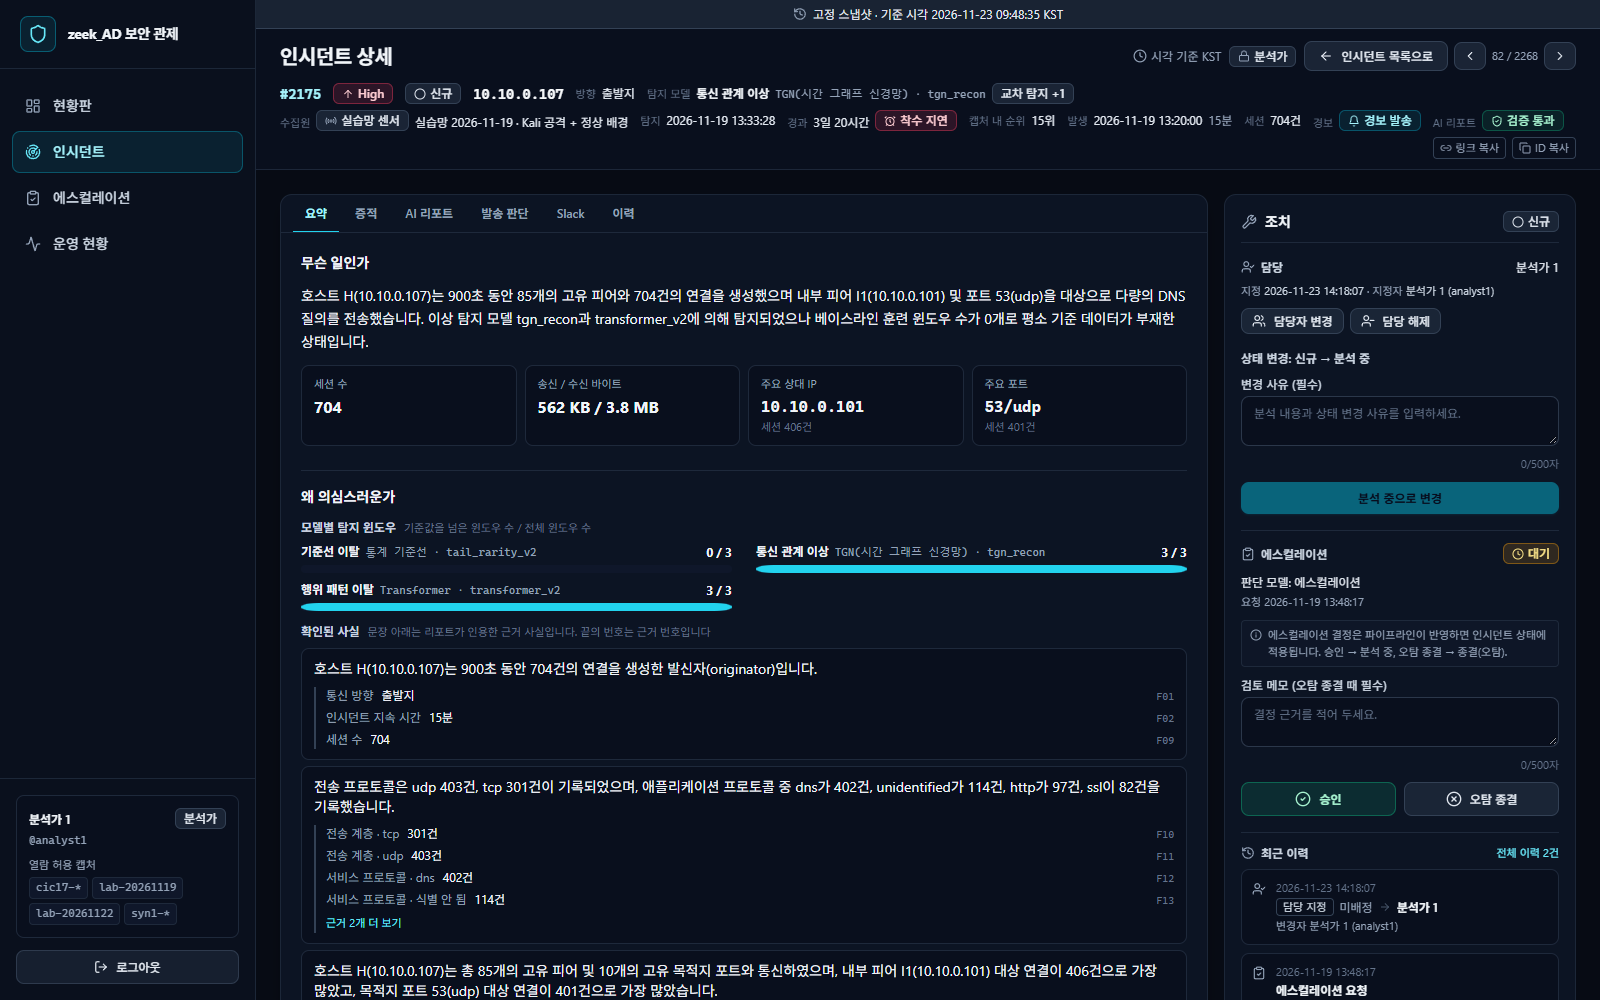 고정 스냅샷 · 기준 시각 2026-11-23 09:48:35 KST
zeek_AD 보안 관제
현황판
인시던트
에스컬레이션
운영 현황
분석가 1
분석가
@analyst1
열람 허용 캡처
cic17-* lab-20261119
lab-20261122 syn1-*
로그아웃
인시던트 상세
시각 기준 KST 분석가 인시던트 목록으로 82 / 2268
#2175 High 신규 10.10.0.107 방향 출발지 탐지 모델 통신 관계 이상 TGN(시간 그래프 신경망) · tgn_recon 교차 탐지 +1
수집원 실습망 센서 실습망 2026-11-19 · Kali 공격 + 정상 배경 탐지 2026-11-19 13:33:28 경과 3일 20시간 착수 지연 캡처 내 순위 15위 발생 2026-11-19 13:20:00 15분 세션 704건 경보 경보 발송 AI 리포트 검증 통과
링크 복사 ID 복사
요약 증적 AI 리포트 발송 판단 Slack 이력
무슨 일인가
호스트 H(10.10.0.107)는 900초 동안 85개의 고유 피어와 704건의 연결을 생성했으며 내부 피어 I1(10.10.0.101) 및 포트 53(udp)을 대상으로 다량의 DNS
질의를 전송했습니다. 이상 탐지 모델 tgn_recon과 transformer_v2에 의해 탐지되었으나 베이스라인 훈련 윈도우 수가 0개로 평소 기준 데이터가 부재한
상태입니다.
세션 수
704
송신 / 수신 바이트
562 KB / 3.8 MB
주요 상대 IP
10.10.0.101
세션 406건
주요 포트
53/udp
세션 401건
왜 의심스러운가
모델별 탐지 윈도우 기준값을 넘은 윈도우 수 / 전체 윈도우 수
기준선 이탈 통계 기준선 · tail_rarity_v2 0 / 3
통신 관계 이상 TGN(시간 그래프 신경망) · tgn_recon 3 / 3
행위 패턴 이탈 Transformer · transformer_v2 3 / 3
확인된 사실 문장 아래는 리포트가 인용한 근거 사실입니다. 끝의 번호는 근거 번호입니다
호스트 H(10.10.0.107)는 900초 동안 704건의 연결을 생성한 발신자(originator)입니다.
통신 방향 출발지 F01
인시던트 지속 시간 15분 F02
세션 수 704 F09
전송 프로토콜은 udp 403건, tcp 301건이 기록되었으며, 애플리케이션 프로토콜 중 dns가 402건, unidentified가 114건, http가 97건, ssl이 82건을
기록했습니다.
전송 계층 · tcp 301건 F10
전송 계층 · udp 403건 F11
서비스 프로토콜 · dns 402건 F12
서비스 프로토콜 · 식별 안 됨 114건 F13
근거 2개 더 보기
호스트 H(10.10.0.107)는 총 85개의 고유 피어 및 10개의 고유 목적지 포트와 통신하였으며, 내부 피어 I1(10.10.0.101) 대상 연결이 406건으로 가장
많았고, 목적지 포트 53(udp) 대상 연결이 401건으로 가장 많았습니다.
조치 신규
담당 분석가 1
지정 2026-11-23 14:18:07 · 지정자 분석가 1 (analyst1)
담당자 변경 담당 해제
상태 변경: 신규 → 분석 중
변경 사유 (필수)
분석 내용과 상태 변경 사유를 입력하세요.
0/500자
분석 중으로 변경
에스컬레이션 대기
판단 모델: 에스컬레이션
요청 2026-11-19 13:48:17
에스컬레이션 결정은 파이프라인이 반영하면 인시던트 상태에
적용됩니다. 승인 → 분석 중, 오탐 종결 → 종결(오탐).
검토 메모 (오탐 종결 때 필수)
결정 근거를 적어 두세요.
0/500자
승인 오탐 종결
최근 이력 전체 이력 2건
2026-11-23 14:18:07
담당 지정 미배정 → 분석가 1
변경자 분석가 1 (analyst1)
2026-11-19 13:48:17
에스컬레이션 요청